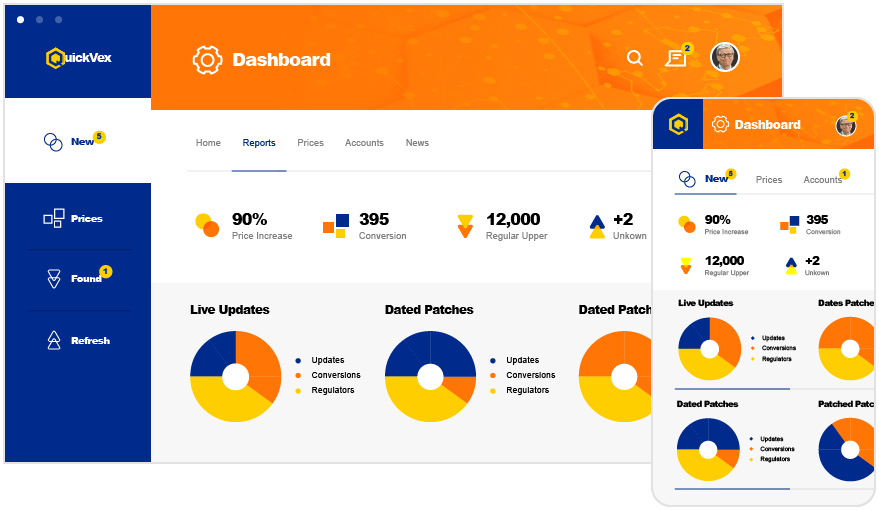 uickVex
Dashboard
2
New 5
Prices
Found 1
Refresh
Home Reports Prices Accounts News
90%
Price Increase
395
Conversion
12,000
Regular Upper
+2
Unkown
Live Updates
Updates
Conversions
Regulators
Dated Patches
Updates
Conversions
Regulators
Dated Patch
Dashboard
2
New 5 Prices Accounts 1
90%
Price Increase
395
Conversion
12,000
Regular Upper
+2
Unkown
Live Updates
Updates
Conversions
Regulators
Dates Patche
Dated Patches
Updates
Conversions
Regulators
Patched Patc